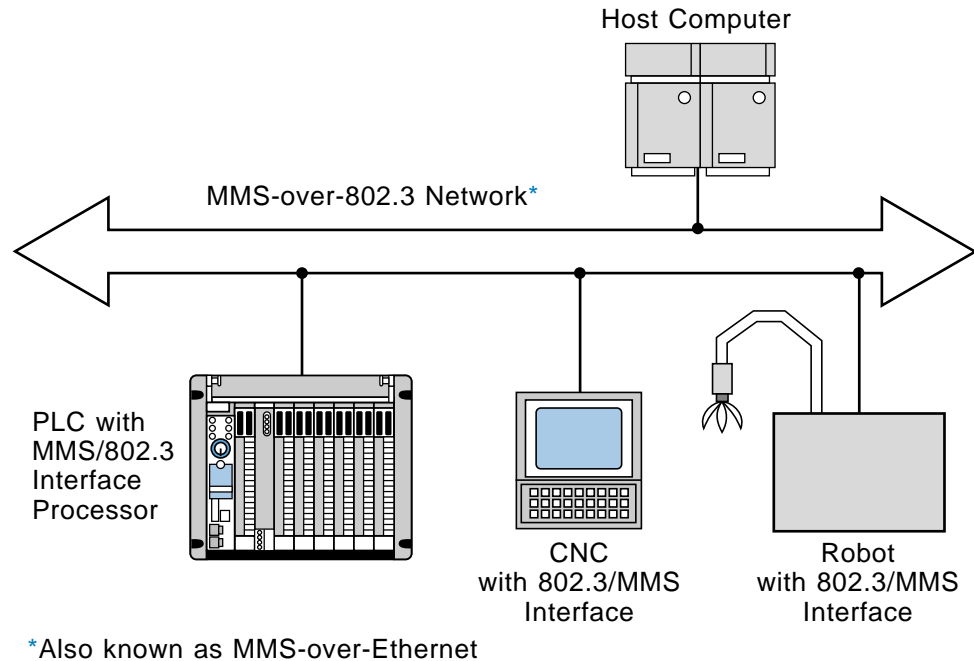 Host Computer
MMS-over-802.3 Network*
PLC with
MMS/802.3
Interface
Processor
CNC
with 802.3/MMS
Interface
Robot
with 802.3/MMS
Interface
*Also known as MMS-over-Ethernet